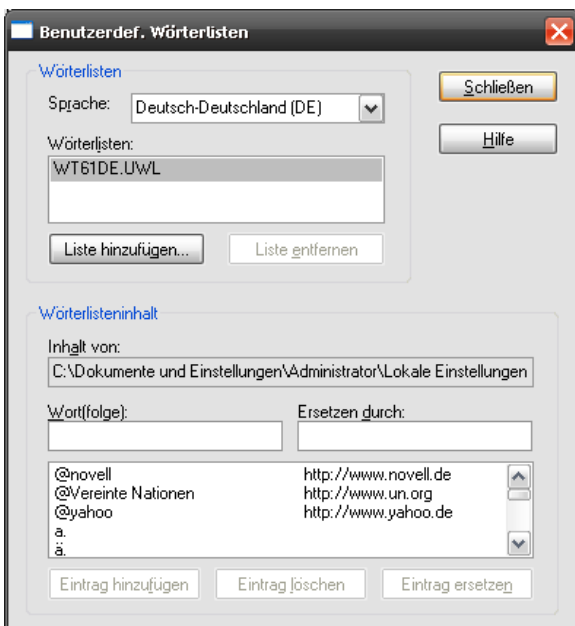 Benutzerdef. Wörterlisten
Wörterlisten
Sprache: Deutsch-Deutschland (DE)
Schließen
Hilfe
Wörterlisten:
WT61DE.UWL
Liste hinzufügen... Liste entfernen
Wörterlisteninhalt
Inhalt von:
C:\Dokumente und Einstellungen\Administrator\Lokale Einstellungen
Wort(folge): Ersetzen durch:
@novell http://www.novell.de
@Vereinte Nationen http://www.un.org
@yahoo http://www.yahoo.de
a.
ä.
Eintrag hinzufügen Eintrag löschen Eintrag ersetzen